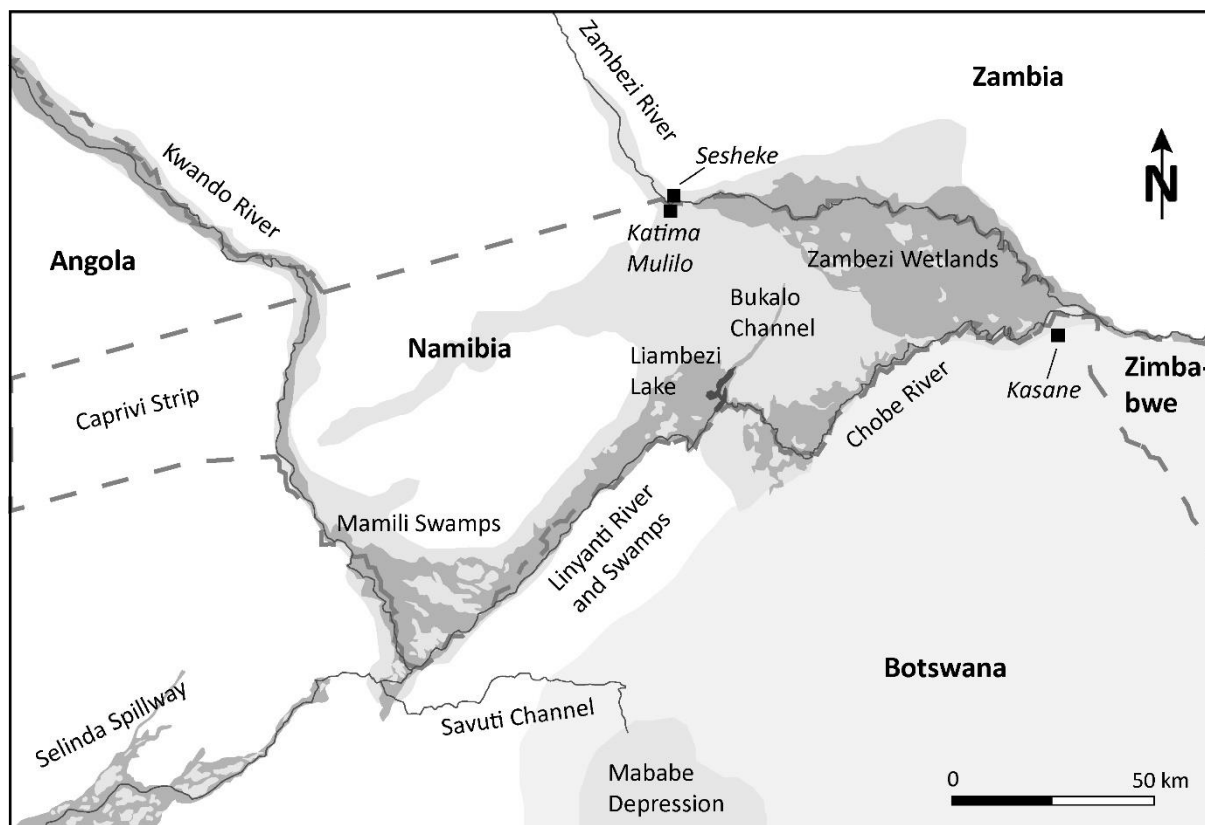 Zambezi River
Zambia
N
Sesheke
Katima
Mulilo
Kwando River
Angola
Zambezi Wetlands
Bukalo
Channel
Namibia
Liambezi
Lake
Caprivi Strip
Chobe River
Kasane
Zimba-
bwe
Mamili Swamps
Linyanti River
and Swamps
Botswana
Selinda Spillway
Savuti Channel
Mababe
Depression
0 50 km